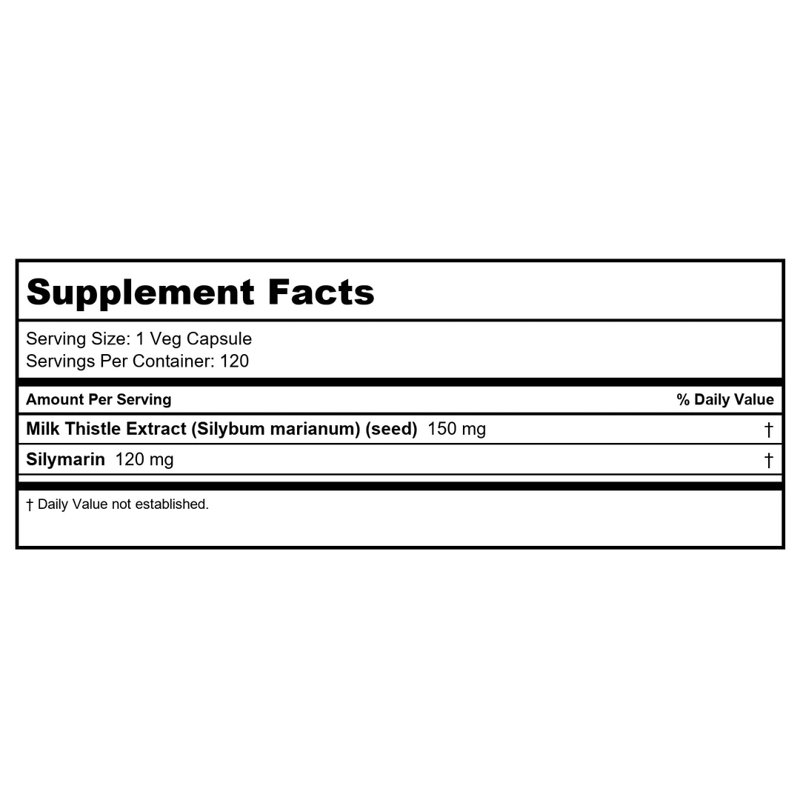 Supplement Facts
Serving Size: 1 Veg Capsule
Servings Per Container: 120
Amount Per Serving % Daily Value
Milk Thistle Extract (Silybum marianum) (seed) 150 mg †
Silymarin 120 mg †
† Daily Value not established.